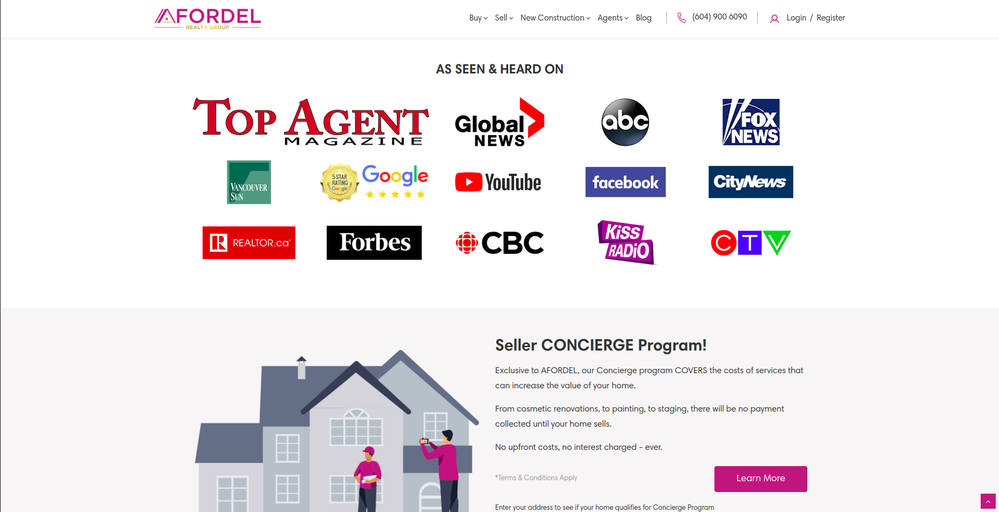 AFORDEL
REALTY GROUP
Buy Sell New Construction Agents Blog (604) 900 6090 Login / Register
AS SEEN & HEARD ON
TOP AGENT
MAGAZINE
Global
NEWS
abc
FOX
NEWS
VANCOUVER
SUN
5 STAR
RATING
Google
Google
YouTube
facebook
CityNews
R REALTOR.ca
Forbes
CBC
KiSS
RADiO
CTV
Seller CONCIERGE Program!
Exclusive to AFORDEL, our Concierge program COVERS the costs of services that
can increase the value of your home.
From cosmetic renovations, to painting, to staging, there will be no payment
collected until your home sells.
No upfront costs, no interest charged - ever.
*Terms & Conditions Apply
Learn More
Enter your address to see if your home qualifies for Concierge Program